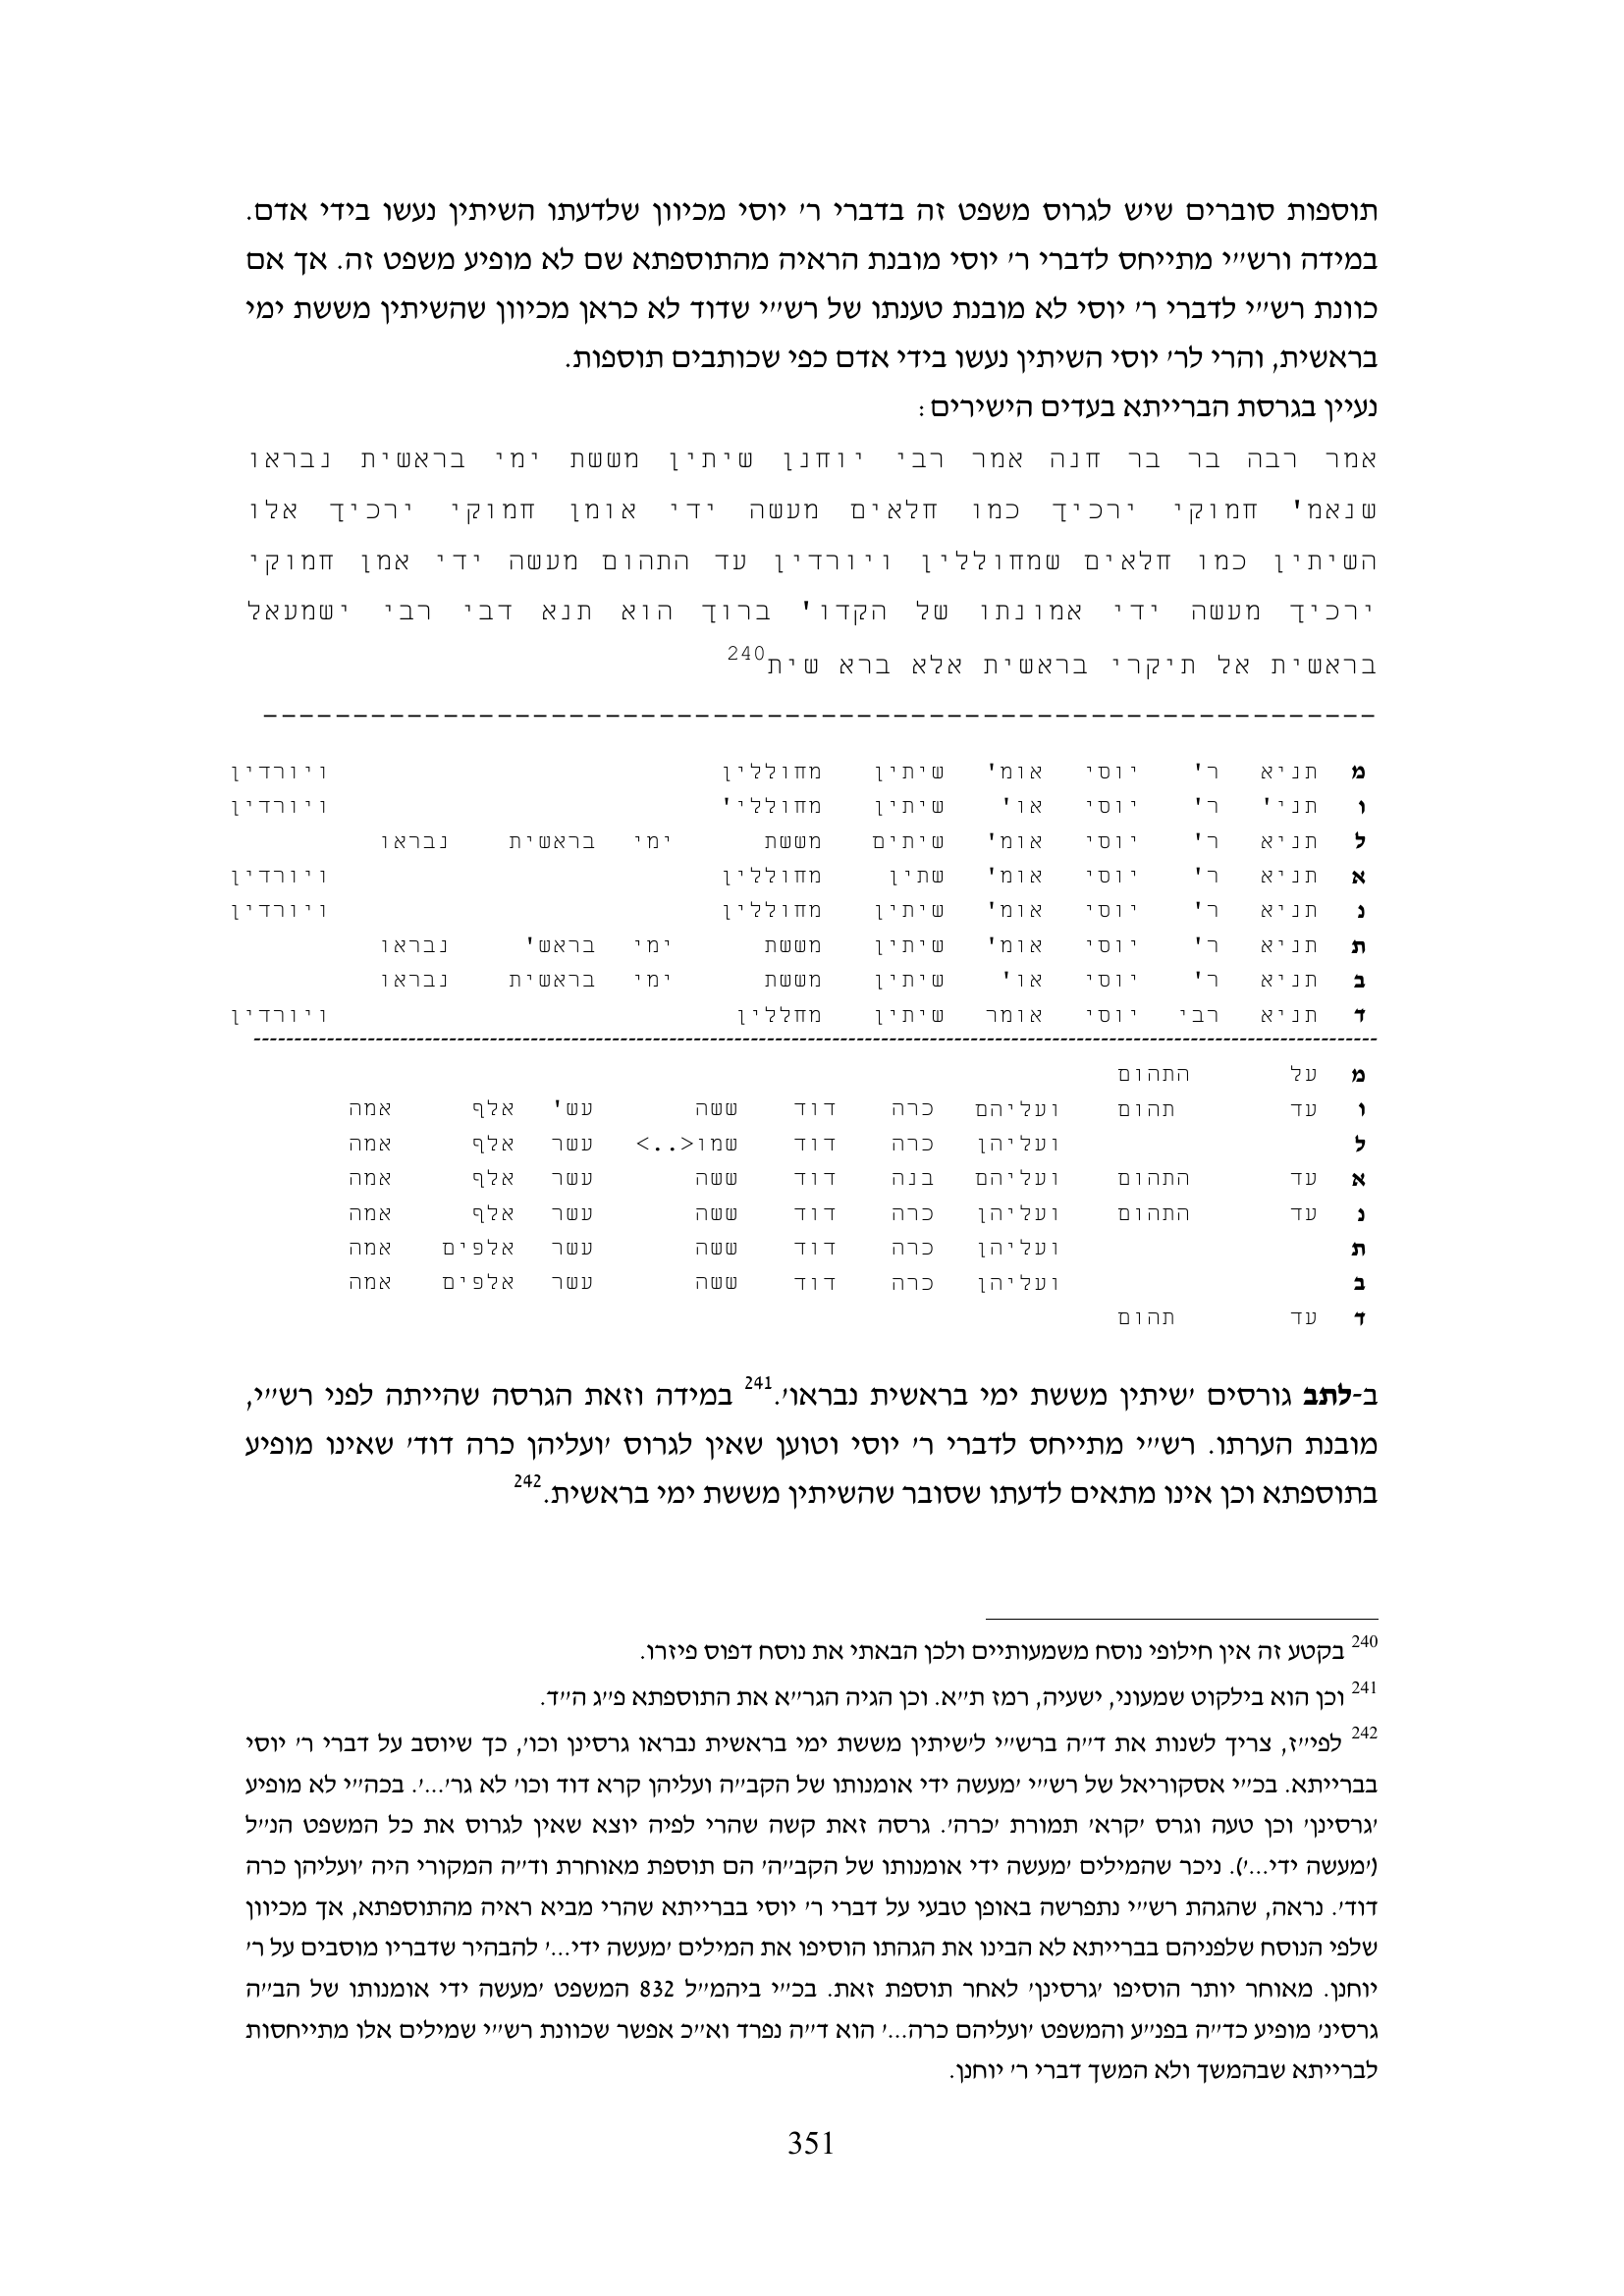 תוספות סוברים שיש לגרוס משפט זה בדברי ר׳ יוסי מכיוון שלדעתו השיתין נעשו בידי אדם.
במידה ורש״י מתייחס לדברי ר׳ יוסי מובנת הראיה מהתוספתא שם לא מופיע משפט זה. אך אם
כוונת רש״י לדברי ר׳ יוסי לא מובנת טענתו של רש״י שדוד לא כראן מכיוון שהשיתין מששת ימי
בראשית, והרי לר׳ יוסי השיתין נעשו בידי אדם כפי שכותבים תוספות.
נעיין בגרסת הברייתא בעדים הישירים:
אמר רבה בר בר חנה אמר רבי יוחנן שיתין מששת ימי בראשית נבראו
שנאמ' חמוקי ירכיך כמו חלאים מעשה ידי אומן חמוקי ירכיך אלו
השיתין כמו חלאים שמחוללין ויורדין עד התהום מעשה ידי אמן חמוקי
ירכיך מעשה ידי אמונתו של הקדו' ברוך הוא תנא דבי רבי ישמעאל
בראשית אל תיקרי בראשית אלא ברא שית240
מ תניא ר' יוסי אומ' שיתין מחוללין ויורדין
ו תני' ר' יוסי או' שיתין מחוללי' ויורדין
ל תניא ר' יוסי אומ' שיתים מששת ימי בראשית נבראו
א תניא ר' יוסי אומ' שתין מחוללין ויורדין
נ תניא ר' יוסי אומ' שיתין מחוללין ויורדין
ת תניא ר' יוסי אומ' שיתין מששת ימי בראש' נבראו
ב תניא ר' יוסי או' שיתין מששת ימי בראשית נבראו
ד תניא רבי יוסי אומר שיתין מחללין ויורדין
מ על התהום
ו עד תהום ועליהם כרה דוד ששה עש' אלף אמה
ל ועליהן כרה דוד שמו<..> עשר אלף אמה
א עד התהום ועליהם בנה דוד ששה עשר אלף אמה
נ עד התהום ועליהן כרה דוד ששה עשר אלף אמה
ת ועליהן כרה דוד ששה עשר אלפים אמה
ב ועליהן כרה דוד ששה עשר אלפים אמה
ד עד תהום
ב-לתב גורסים ׳שיתין מששת ימי בראשית נבראו׳.241 במידה וזאת הגרסה שהייתה לפני רש״י,
מובנת הערתו. רש״י מתייחס לדברי ר׳ יוסי וטוען שאין לגרוס ׳ועליהן כרה דוד׳ שאינו מופיע
בתוספתא וכן אינו מתאים לדעתו שסובר שהשיתין מששת ימי בראשית.242
240 בקטע זה אין חילופי נוסח משמעותיים ולכן הבאתי את נוסח דפוס פיזרו.
241 וכן הוא בילקוט שמעוני, ישעיה, רמז ת״א. וכן הגיה הגר״א את התוספתא פ״ג ה״ד.
242 לפי״ז, צריך לשנות את ד״ה ברש״י ל׳שיתין מששת ימי בראשית נבראו גרסינן וכו׳, כך שיוסב על דברי ר׳ יוסי
בברייתא. בכ״י אסקוריאל של רש״י ׳מעשה ידי אומנותו של הקב״ה ועליהן קרא דוד וכו׳ לא גר׳...׳. בכה״י לא מופיע
׳גרסינן׳ וכן טעה וגרס ׳קרא׳ תמורת ׳כרה׳. גרסה זאת קשה שהרי לפיה יוצא שאין לגרוס את כל המשפט הנ״ל
(׳מעשה ידי...׳). ניכר שהמילים ׳מעשה ידי אומנותו של הקב״ה׳ הם תוספת מאוחרת וד״ה המקורי היה ׳ועליהן כרה
דוד׳. נראה, שהגהת רש״י נתפרשה באופן טבעי על דברי ר׳ יוסי בברייתא שהרי מביא ראיה מהתוספתא, אך מכיוון
שלפי הנוסח שלפניהם בברייתא לא הבינו את הגהתו הוסיפו את המילים ׳מעשה ידי...׳ להבהיר שדבריו מוסבים על ר׳
יוחנן. מאוחר יותר הוסיפו ׳גרסינן׳ לאחר תוספת זאת. בכ״י ביהמ״ל 832 המשפט ׳מעשה ידי אומנותו של הב״ה
גרסינ׳ מופיע כד״ה בפנ״ע והמשפט ׳ועליהם כרה...׳ הוא ד״ה נפרד וא״כ אפשר שכוונת רש״י שמילים אלו מתייחסות
לברייתא שבהמשך ולא המשך דברי ר׳ יוחנן.
351